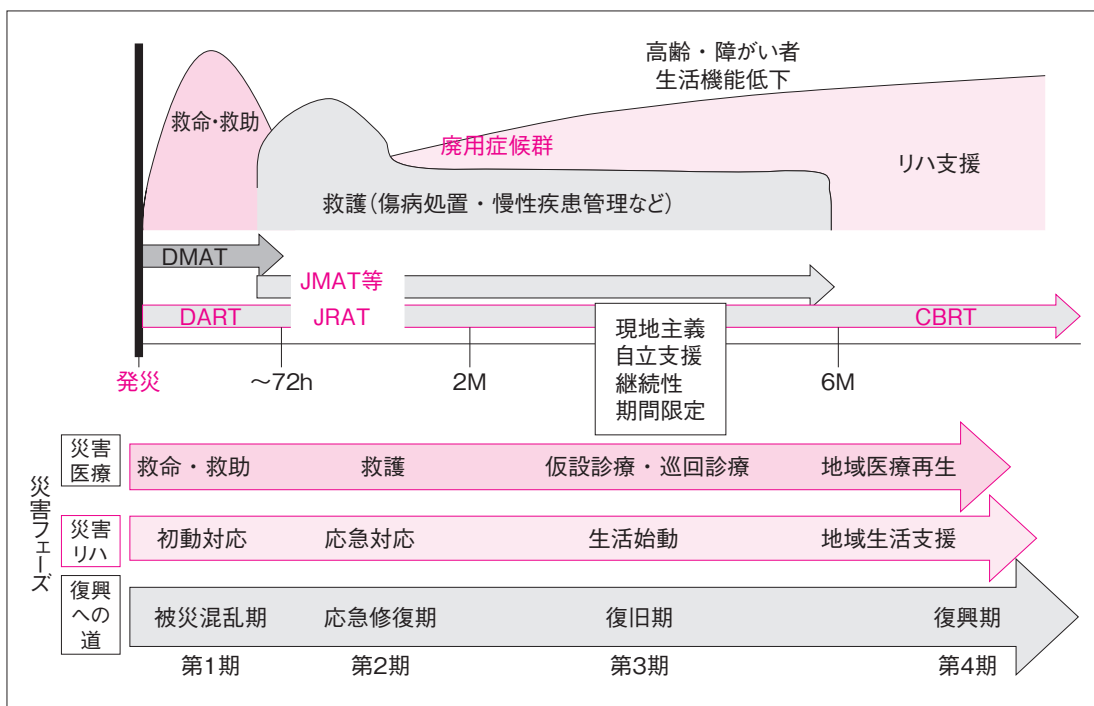 高齢・障がい者
生活機能低下
救命・救助
廃用症候群
リハ支援
救護(傷病処置・慢性疾患管理など)
DMAT
JMAT等
DART
JRAT
CBRT
現地主義
自立支援
継続性
期間限定
発災
～72h
2M
6M
災害フェーズ
災害
医療
救命・救助
救護
仮設診療・巡回診療
地域医療再生
災害
リハ
初動対応
応急対応
生活始動
地域生活支援
復興
への
道
被災混乱期
応急修復期
復旧期
復興期
第1期
第2期
第3期
第4期